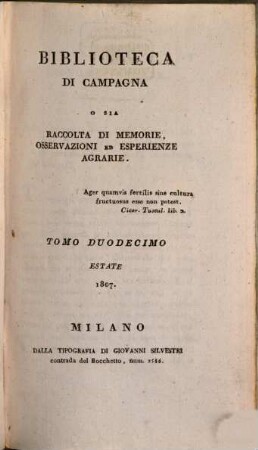 BIBLIOTECA
DI CAMPAGNA
O SIA
RACCOLTA DI MEMORIE,
OSSERVAZIONI ED ESPERIENZE
AGRARIE.
Ager quamvis fertilis sine cultura
fructuosus esse non potest.
Cicer. Tuscul. lib. 2.
TOMO DUODECIMO
ESTATE
1807.
MILANO
DALLA TIPOGRAFIA DI GIOVANNI SILVESTRI
contrada del Bocchetto, num.